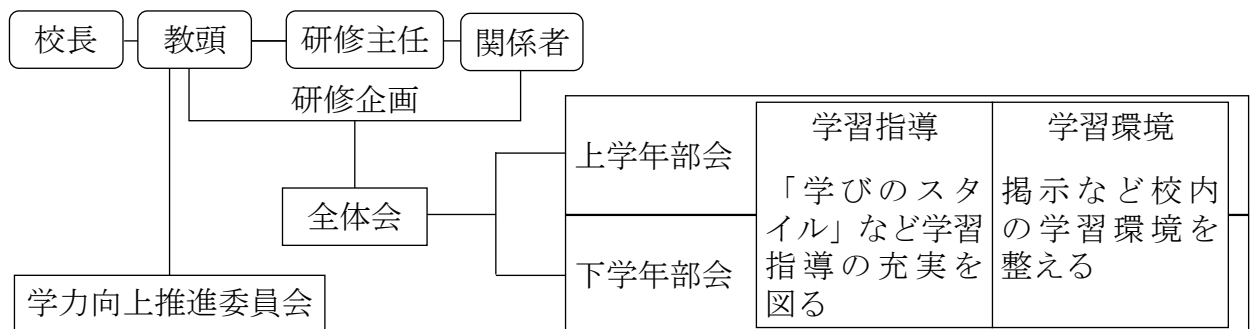 校長
教頭
研修主任
関係者
研修企画
全体会
学力向上推進委員会
上学年部会
下学年部会
学習指導
「学びのスタ
イル」など学習
指導の充実を
図る
学習環境
掲示など校内
の学習環境を
整える